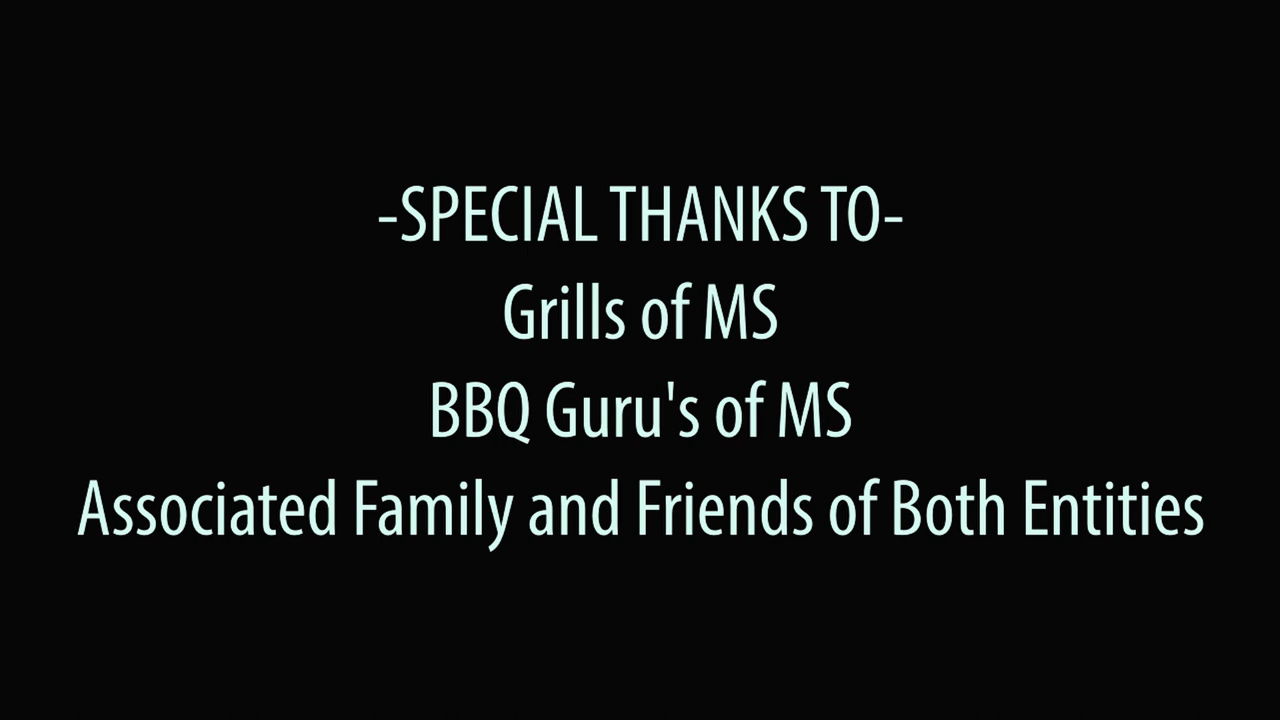 -SPECIAL THANKS TO-
Grills of MS
BBQ Guru's of MS
Associated Family and Friends of Both Entities